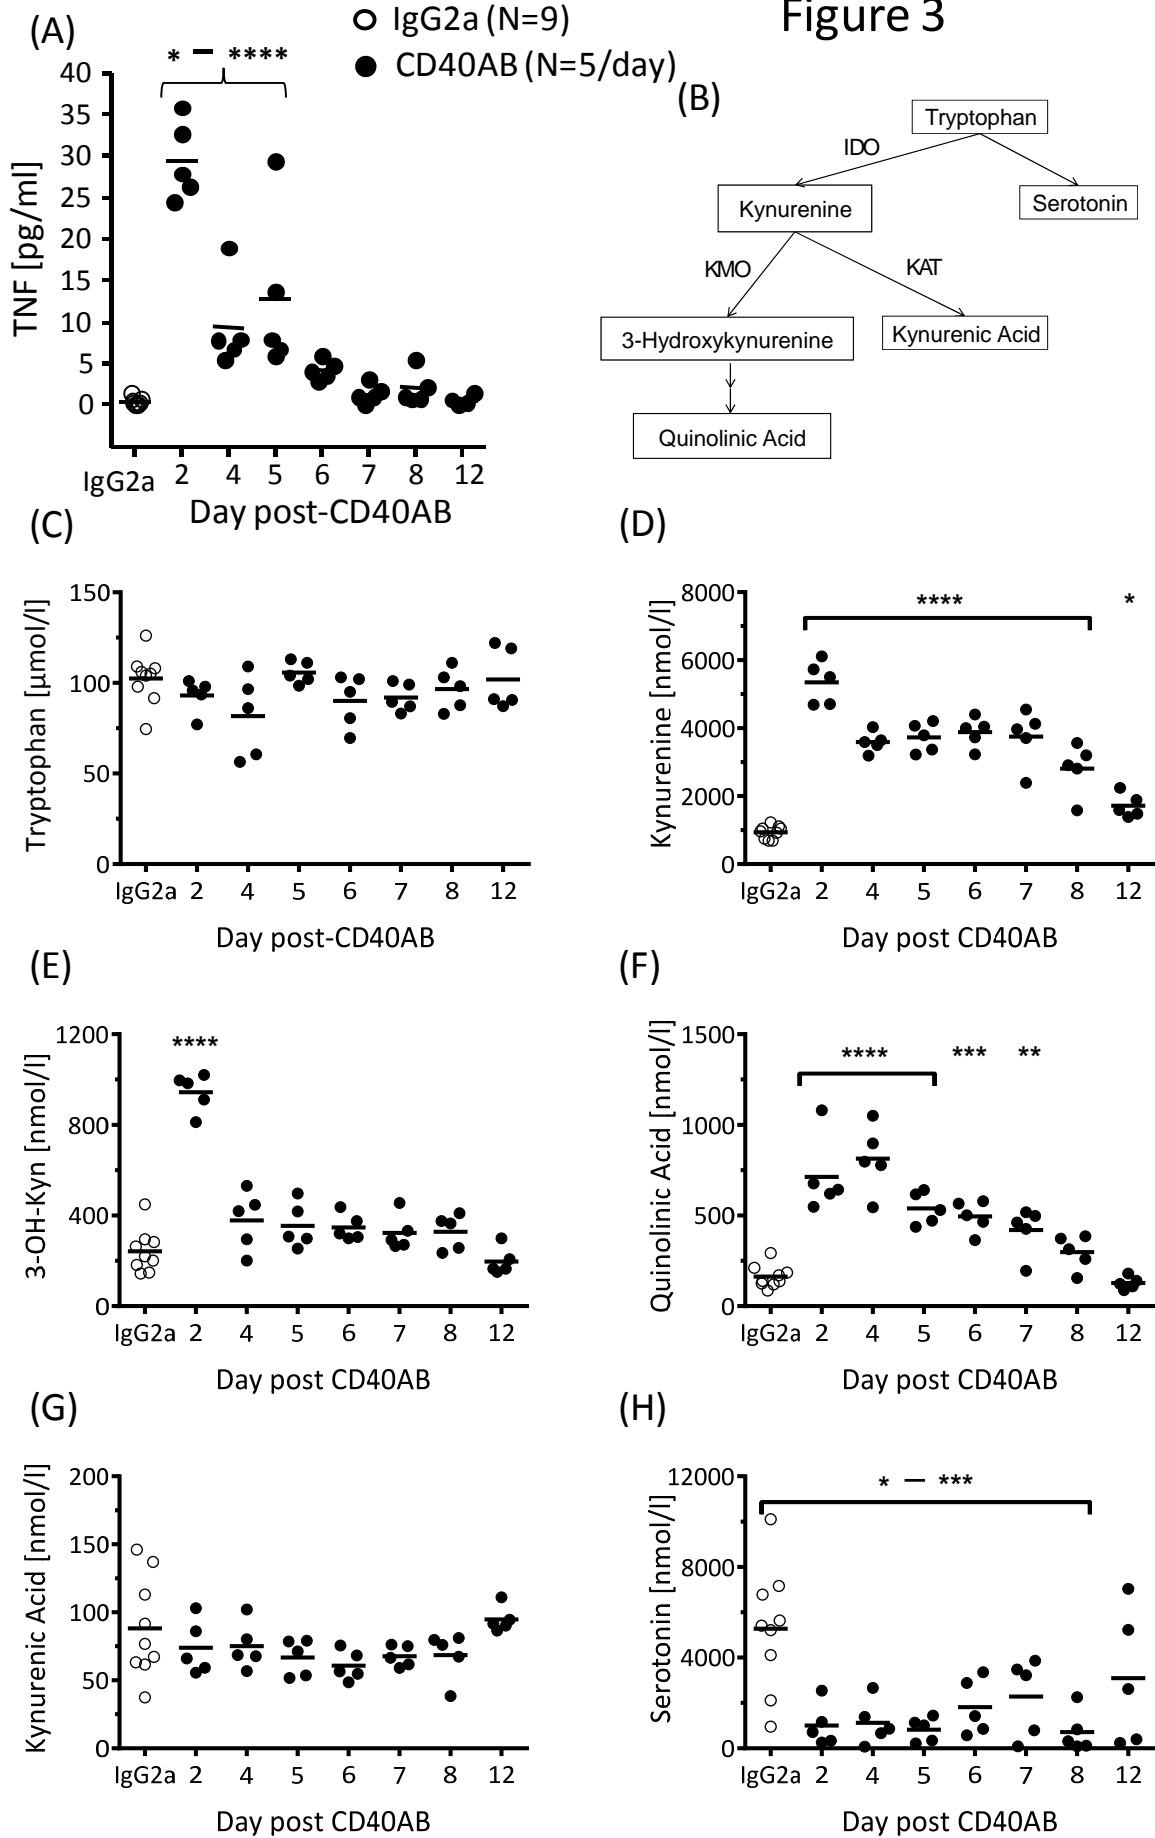 Figure 3
(A)
IgG2a (N=9)
CD40AB (N=5/day)
* – ****
TNF [pg/ml]
40
35
30
25
20
15
10
5
0
IgG2a 2 4 5 6 7 8 12
Day post-CD40AB
(B)
Tryptophan
IDO
Kynurenine
Serotonin
KMO
KAT
3-Hydroxykynurenine
Kynurenic Acid
Quinolinic Acid
(C)
Tryptophan [µmol/l]
150
100
50
0
IgG2a 2 4 5 6 7 8 12
Day post-CD40AB
(D)
Kynurenine [nmol/l]
8000
6000
4000
2000
0
**** *
IgG2a 2 4 5 6 7 8 12
Day post CD40AB
(E)
3-OH-Kyn [nmol/l]
1200
800
400
0
****
IgG2a 2 4 5 6 7 8 12
Day post CD40AB
(F)
Quinolinic Acid [nmol/l]
1500
1000
500
0
**** *** **
IgG2a 2 4 5 6 7 8 12
Day post CD40AB
(G)
Kynurenic Acid [nmol/l]
200
150
100
50
0
IgG2a 2 4 5 6 7 8 12
Day post CD40AB
(H)
Serotonin [nmol/l]
12000
8000
4000
0
* – ***
IgG2a 2 4 5 6 7 8 12
Day post CD40AB